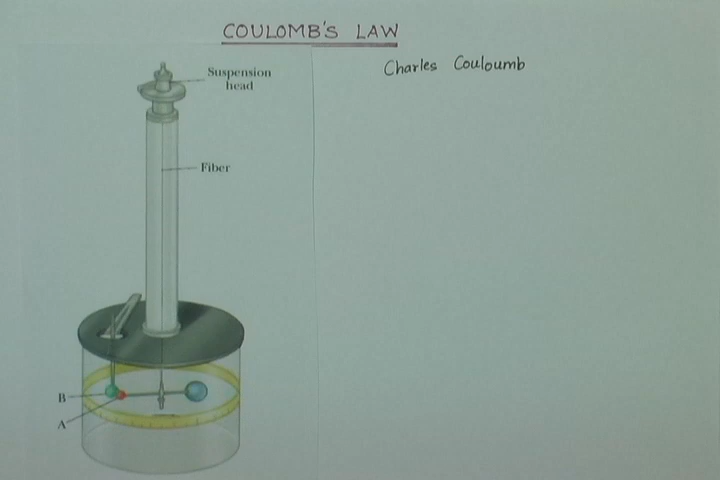 COULOMB'S LAW
Charles Couloumb
Suspension
head
Fiber
B
A